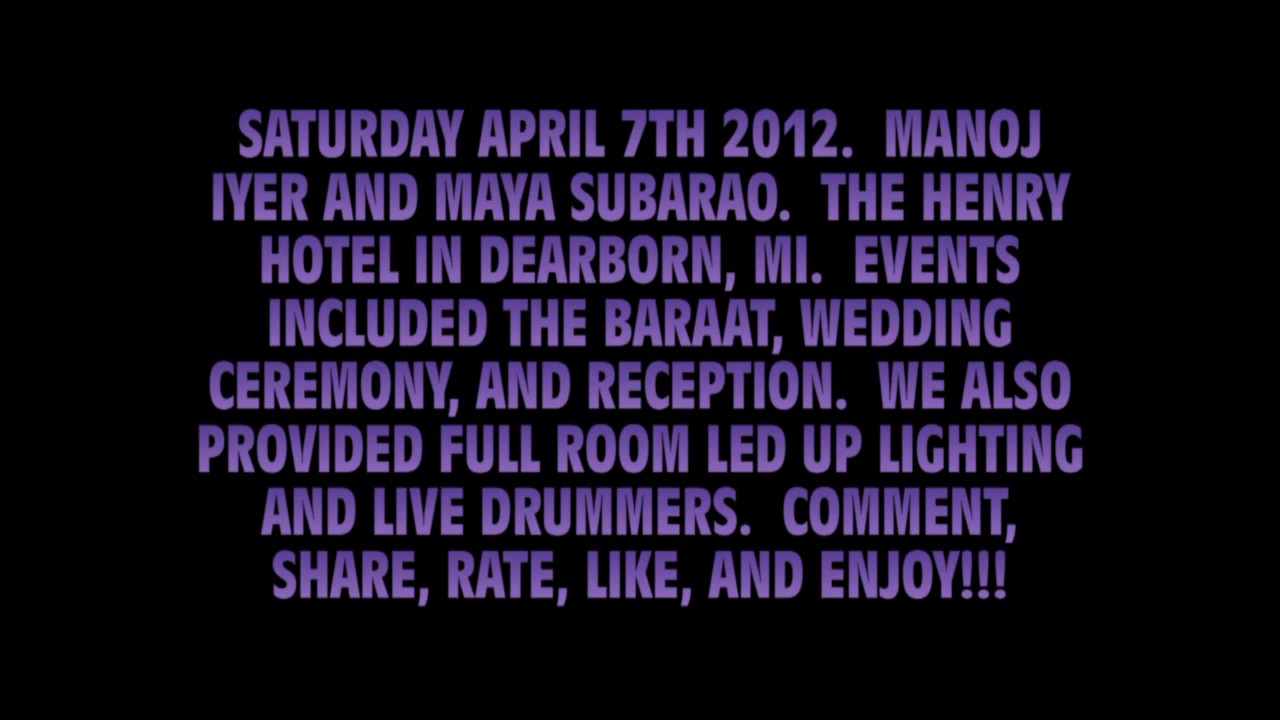 SATURDAY APRIL 7TH 2012.  MANOJ
IYER AND MAYA SUBARAO.  THE HENRY
HOTEL IN DEARBORN, MI.  EVENTS
INCLUDED THE BARAAT, WEDDING
CEREMONY, AND RECEPTION.  WE ALSO
PROVIDED FULL ROOM LED UP LIGHTING
AND LIVE DRUMMERS.  COMMENT,
SHARE, RATE, LIKE, AND ENJOY!!!